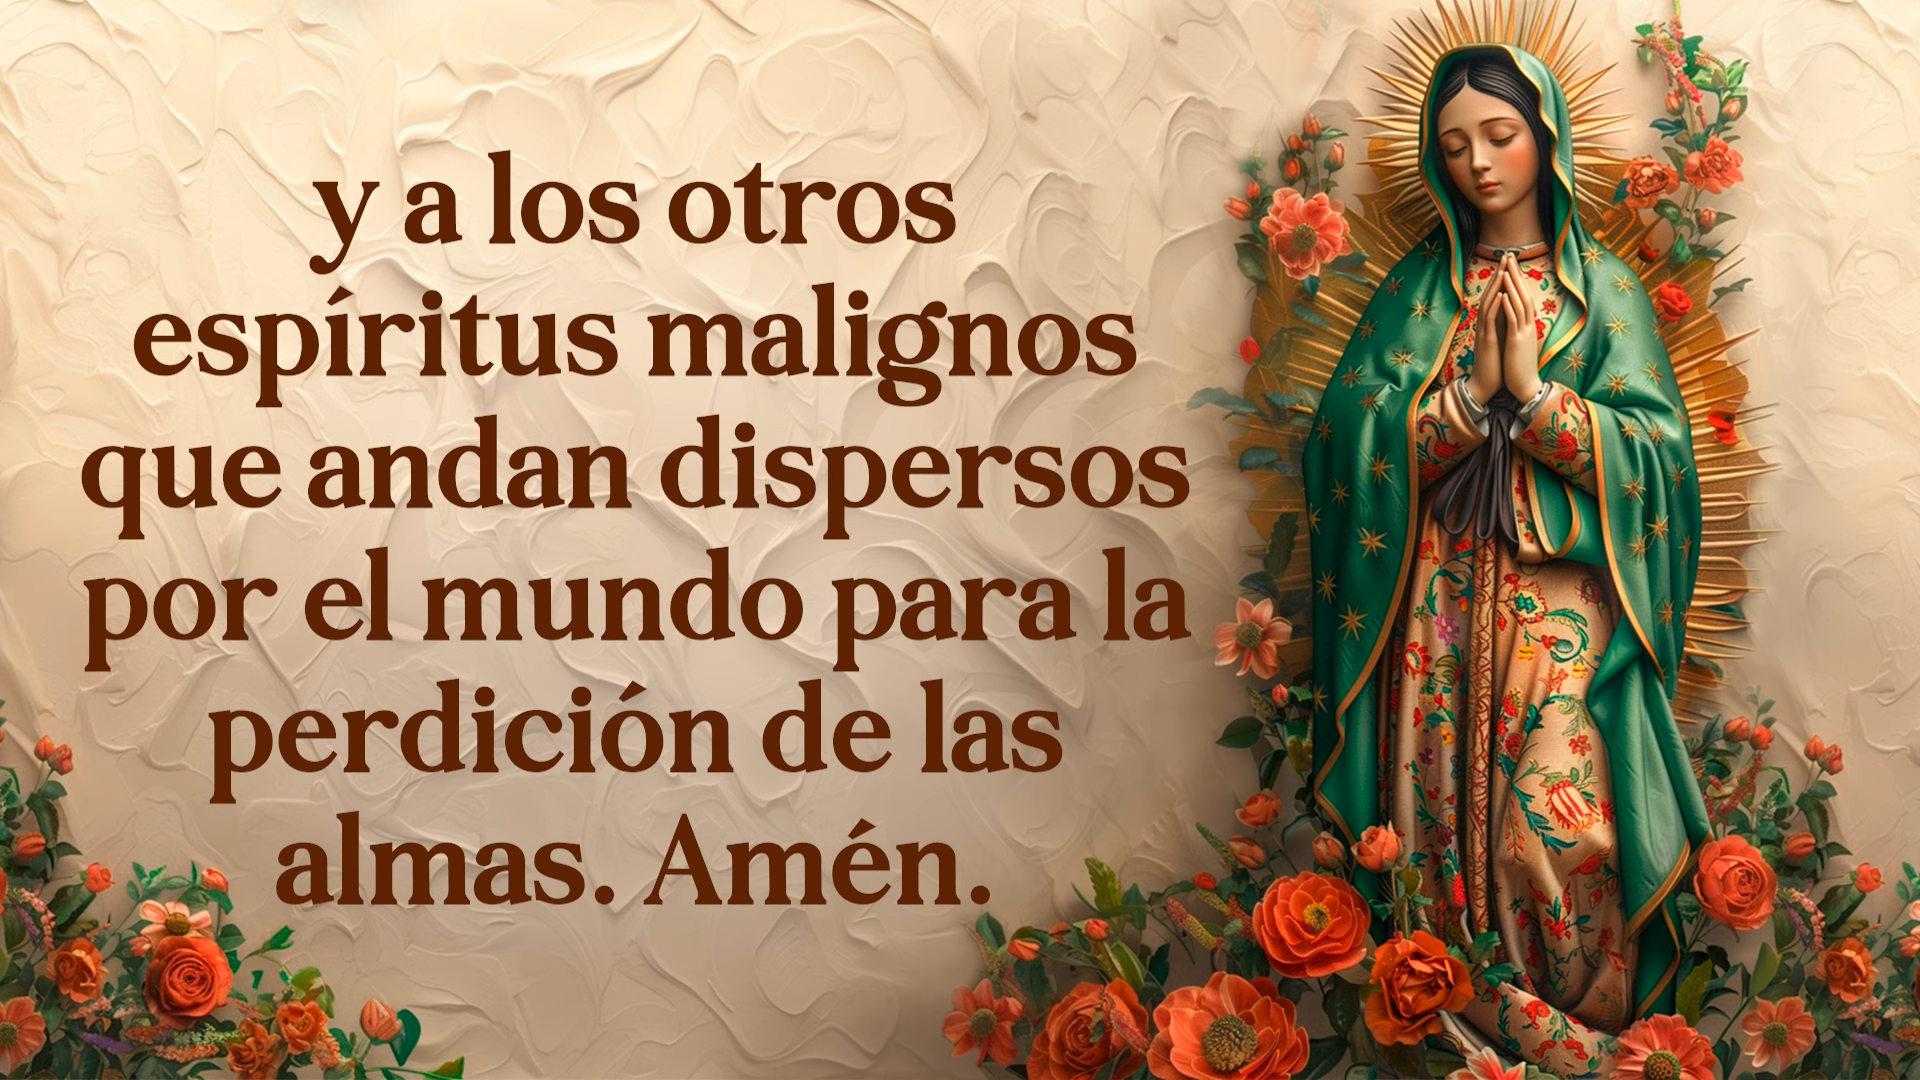 y a los otros
espíritus malignos
que andan dispersos
por el mundo para la
perdición de las
almas. Amén.